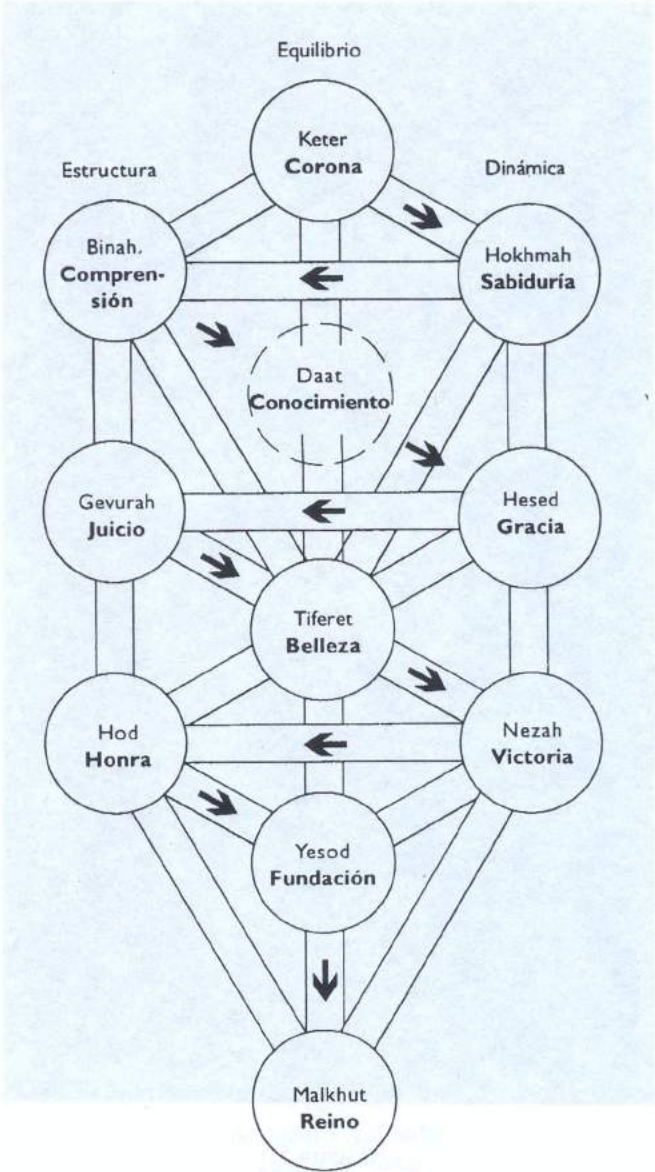 Equilibrio
Keter
Corona
Estructura
Dinámica
Binah.
Compren-
sión
Hokhmah
Sabiduría
Daat
Conocimiento
Gevurah
Juicio
Hesed
Gracia
Tiferet
Belleza
Hod
Honra
Nezah
Victoria
Yesod
Fundación
Malkhut
Reino